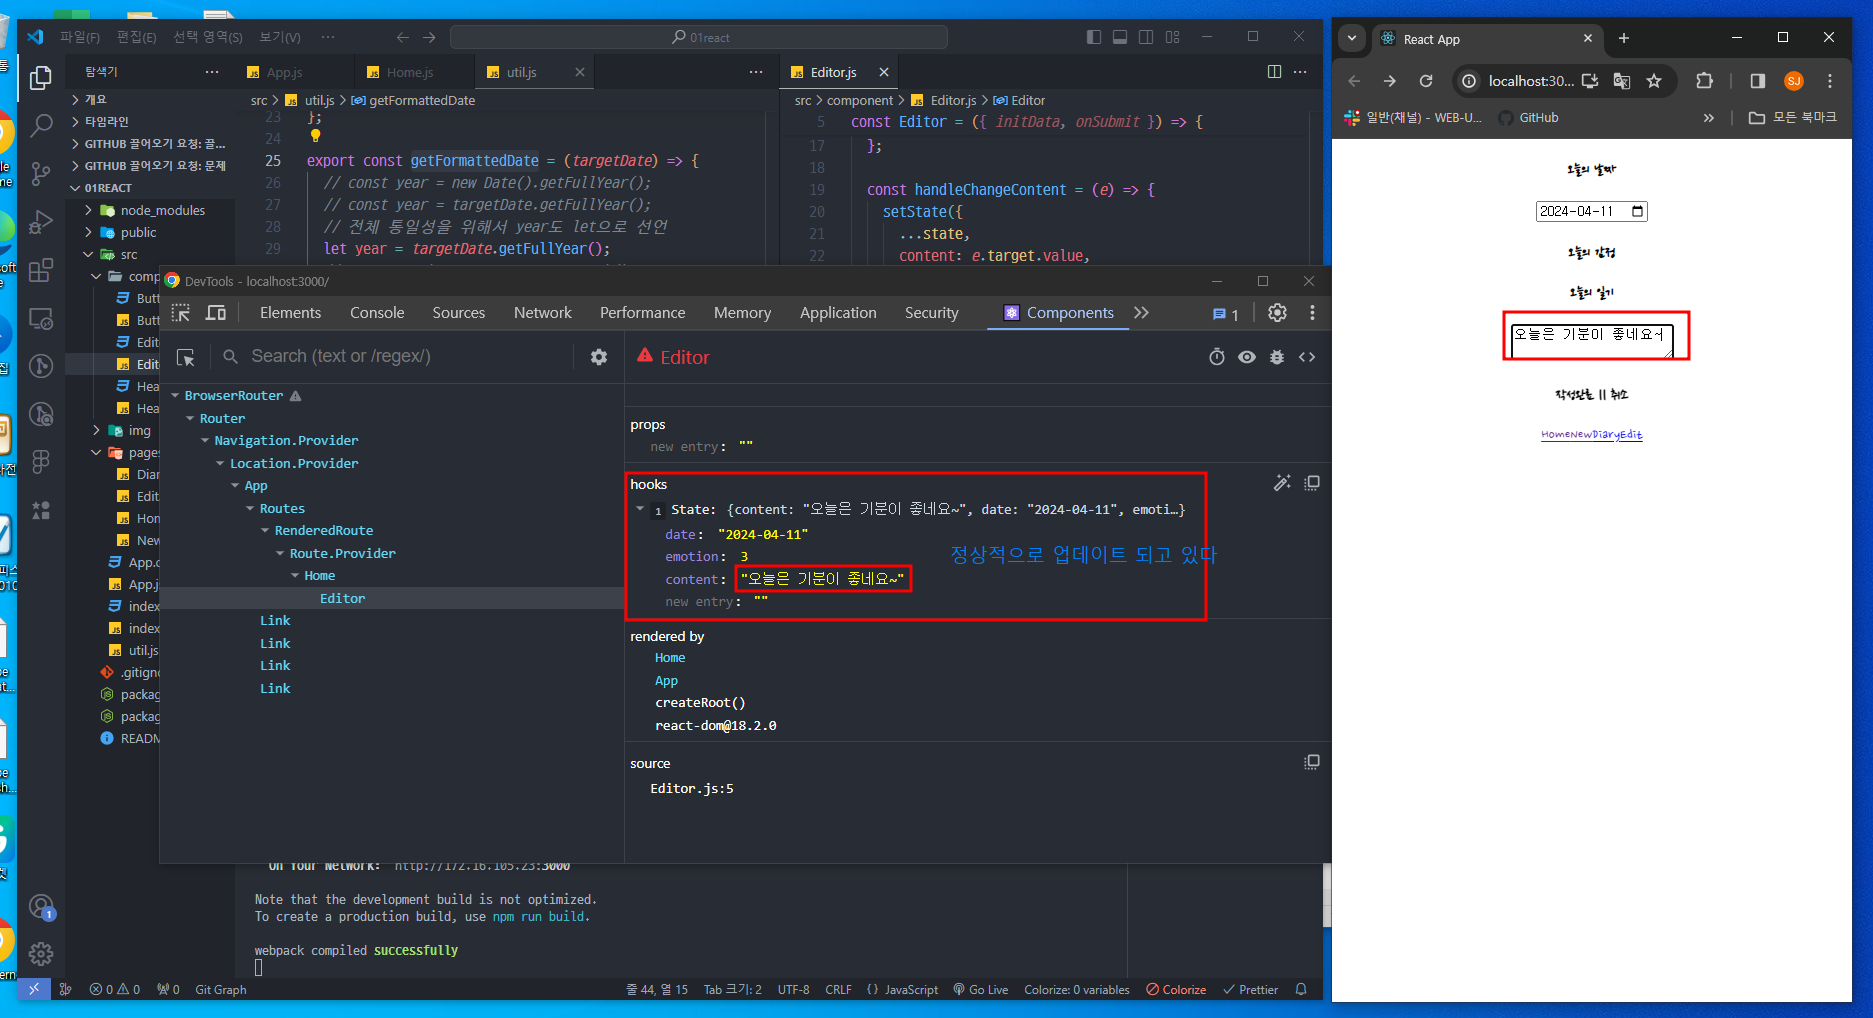 파일(F) 편집(E) 선택 영역(S) 보기(V) ···
01react
탐색기
App.js
Home.js
util.js
Editor.js
개요
타임라인
GITHUB 끌어오기 요청: 끌...
GITHUB 끌어오기 요청: 문제
01REACT
node_modules
public
src
comp
Butt
Butt
Edit
Edit
Hea
Hea
img
pages
Diar
Edit
Hom
New
App.c
App.j
index
index
util.js
.gitign
packag
packag
READM
src > util.js > getFormattedDate
23 };
24
25 export const getFormattedDate = (targetDate) => {
26 // const year = new Date().getFullYear();
27 // const year = targetDate.getFullYear();
28 // 전체 통일성을 위해서 year도 let으로 선언
29 let year = targetDate.getFullYear();
src > component > Editor.js > Editor
5 const Editor = ({ initData, onSubmit }) => {
17 };
18
19 const handleChangeContent = (e) => {
20 setState({
21 ...state,
22 content: e.target.value,
DevTools - localhost:3000/
Elements Console Sources Network Performance Memory Application Security Components 1
Search (text or /regex/)
Editor
BrowserRouter
Router
Navigation.Provider
Location.Provider
App
Routes
RenderedRoute
Route.Provider
Home
Editor
Link
Link
Link
Link
props
new entry: ""
hooks
1 State: {content: "오늘은 기분이 좋네요~", date: "2024-04-11", emoti…}
date: "2024-04-11"
emotion: 3
content: "오늘은 기분이 좋네요~"
new entry: ""
정상적으로 업데이트 되고 있다
rendered by
Home
App
createRoot()
react-dom@18.2.0
source
Editor.js:5
On Your Network: http://172.16.105.23:3000
Note that the development build is not optimized.
To create a production build, use npm run build.
webpack compiled successfully
1
0 0 0 Git Graph
줄 44, 열 15 Tab 크기: 2 UTF-8 CRLF {} JavaScript Go Live Colorize: 0 variables Colorize Prettier
React App
localhost:30...
SJ
일반(채널) - WEB-U... GitHub » 모든 북마크
오늘의 날짜
2024-04-11
오늘의 감정
오늘의 일기
오늘은 기분이 좋네요~
작성완료 || 취소
HomeNewDiaryEdit